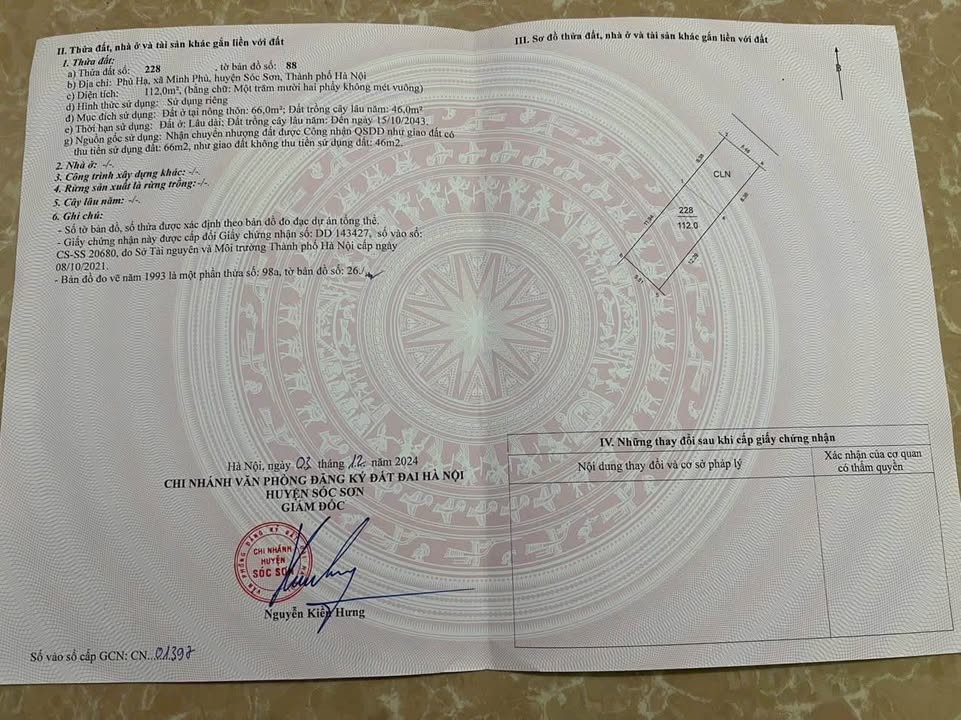 II. Thửa đất, nhà ở và tài sản khác gắn liền với đất
1. Thửa đất:
a) Thửa đất số: 228 , tờ bản đồ số: 88
b) Địa chỉ: Phù Hạ, xã Minh Phú, huyện Sóc Sơn, Thành phố Hà Nội
c) Diện tích: 112.0m², (bằng chữ: Một trăm mười hai phẩy không mét vuông)
d) Hình thức sử dụng: Sử dụng riêng
đ) Mục đích sử dụng: Đất ở tại nông thôn: 66,0m²; Đất trồng cây lâu năm: 46,0m²
e) Thời hạn sử dụng: Đất ở: Lâu dài; Đất trồng cây lâu năm: Đến ngày 15/10/2043.
g) Nguồn gốc sử dụng: Nhận chuyển nhượng đất được Công nhận QSDĐ như giao đất có
thu tiền sử dụng đất: 66m2, như giao đất không thu tiền sử dụng đất: 46m2.
2. Nhà ở: -/-.
3. Công trình xây dựng khác: -/-
4. Rừng sản xuất là rừng trồng:-/-.
5. Cây lâu năm: -/-.
6. Ghi chú:
- Số tờ bản đồ, số thửa được xác định theo bản đồ đo đạc dự án tổng thể.
- Giấy chứng nhận này được cấp đổi Giấy chứng nhận số: DD 143427, số vào sổ:
CS-SS 20680, do Sở Tài nguyên và Môi trường Thành phố Hà Nội cấp ngày
08/10/2021.
- Bản đồ đo vẽ năm 1993 là một phần thửa số: 98a, tờ bản đồ số: 26./.
Hà Nội, ngày 03 tháng 12 năm 2024
CHI NHÁNH VĂN PHÒNG ĐĂNG KÝ ĐẤT ĐAI HÀ NỘI
HUYỆN SÓC SƠN
GIÁM ĐỐC
CHI NHÁNH
HUYỆN
SÓC SƠN
Nguyễn Kiều Hưng
Số vào sổ cấp GCN: CN...01397
III. Sơ đồ thửa đất, nhà ở và tài sản khác gắn liền với đất
B
CLN
228
112.0
IV. Những thay đổi sau khi cấp giấy chứng nhận
Nội dung thay đổi và cơ sở pháp lý
Xác nhận của cơ quan
có thẩm quyền